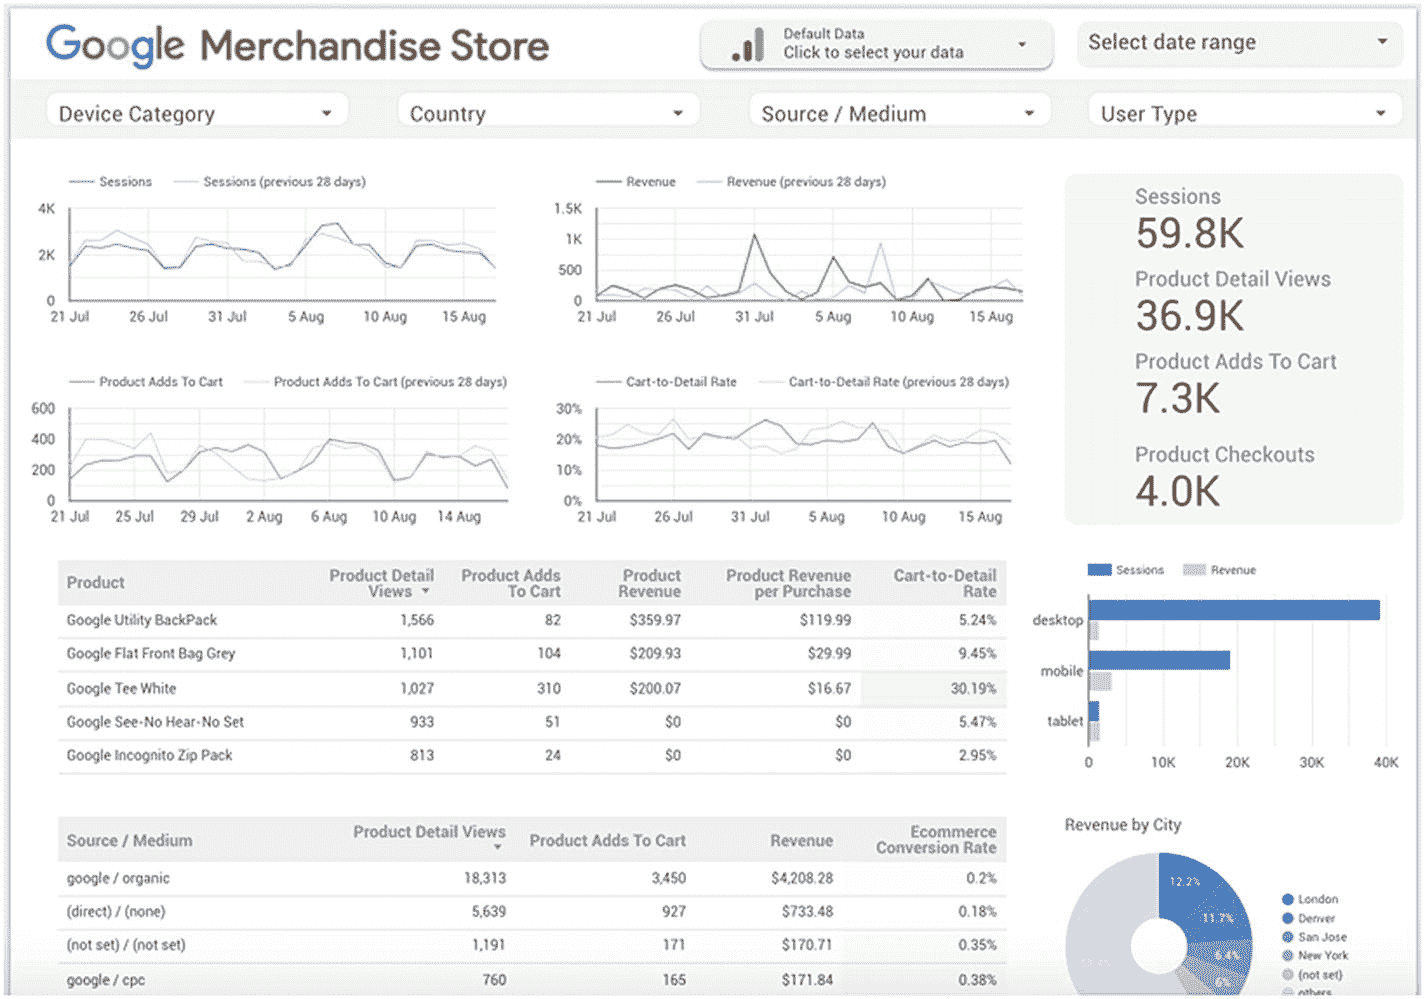 Google Merchandise Store
Default Data
Click to select your data
Select date range
Device Category
Country
Source / Medium
User Type
Sessions Sessions (previous 28 days)
4K
2K
0
21 Jul 26 Jul 31 Jul 5 Aug 10 Aug 15 Aug
Revenue Revenue (previous 28 days)
1.5K
1K
500
0
21 Jul 26 Jul 31 Jul 5 Aug 10 Aug 15 Aug
Sessions
59.8K
Product Detail Views
36.9K
Product Adds To Cart
7.3K
Product Checkouts
4.0K
Product Adds To Cart Product Adds To Cart (previous 28 days)
600
400
200
0
21 Jul 25 Jul 29 Jul 2 Aug 6 Aug 10 Aug 14 Aug
Cart-to-Detail Rate Cart-to-Detail Rate (previous 28 days)
30%
20%
10%
0%
21 Jul 26 Jul 31 Jul 5 Aug 10 Aug 15 Aug
Product Product Detail Views Product Adds To Cart Product Revenue Product Revenue per Purchase Cart-to-Detail Rate
Google Utility BackPack 1,566 82 $359.97 $119.99 5.24%
Google Flat Front Bag Grey 1,101 104 $209.93 $29.99 9.45%
Google Tee White 1,027 310 $200.07 $16.67 30.19%
Google See-No Hear-No Set 933 51 $0 $0 5.47%
Google Incognito Zip Pack 813 24 $0 $0 2.95%
Sessions Revenue
desktop
mobile
tablet
0 10K 20K 30K 40K
Source / Medium Product Detail Views Product Adds To Cart Revenue Ecommerce Conversion Rate
google / organic 18,313 3,450 $4,208.28 0.2%
(direct) / (none) 5,639 927 $733.48 0.18%
(not set) / (not set) 1,191 171 $170.71 0.35%
google / cpc 760 165 $171.84 0.38%
Revenue by City
12.2%
11.7%
6.4%
6%
London
Denver
San Jose
New York
(not set)
others